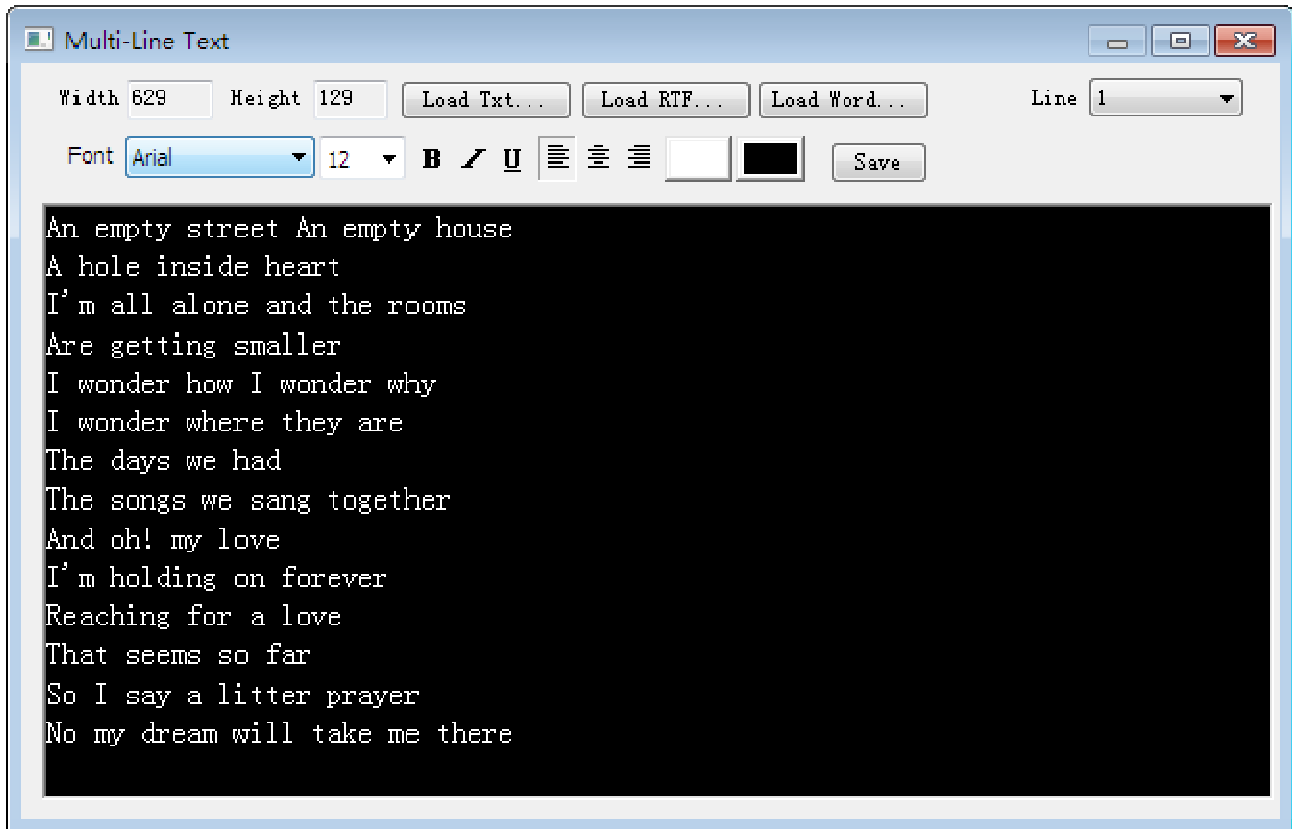 Multi-Line Text
Width 629 Height 129 Load Txt... Load RTF... Load Word... Line 1
Font Arial 12 B I U Save
An empty street An empty house
A hole inside heart
I'm all alone and the rooms
Are getting smaller
I wonder how I wonder why
I wonder where they are
The days we had
The songs we sang together
And oh! my love
I'm holding on forever
Reaching for a love
That seems so far
So I say a litter prayer
No my dream will take me there